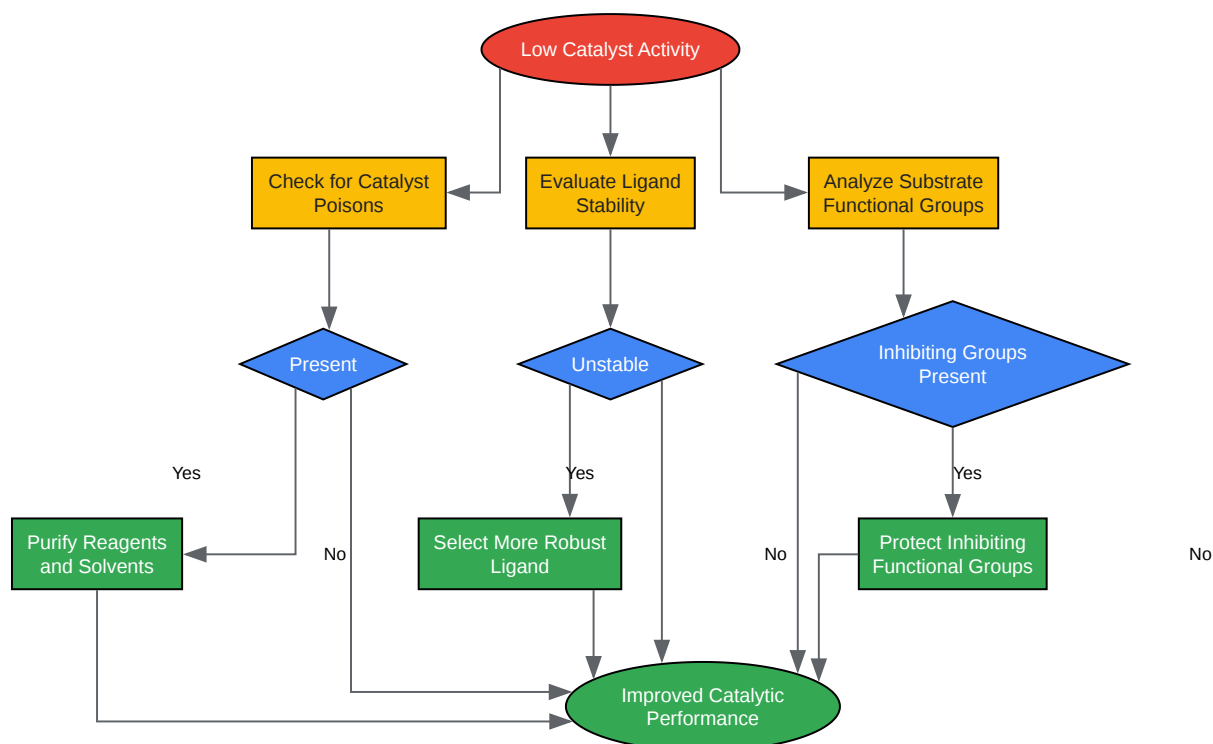 Low Catalyst Activity
Check for Catalyst
Poisons
Evaluate Ligand
Stability
Analyze Substrate
Functional Groups
Present
Unstable
Inhibiting Groups
Present
Yes
Yes
Yes
Purify Reagents
and Solvents
No
Select More Robust
Ligand
No
Protect Inhibiting
Functional Groups
No
Improved Catalytic
Performance